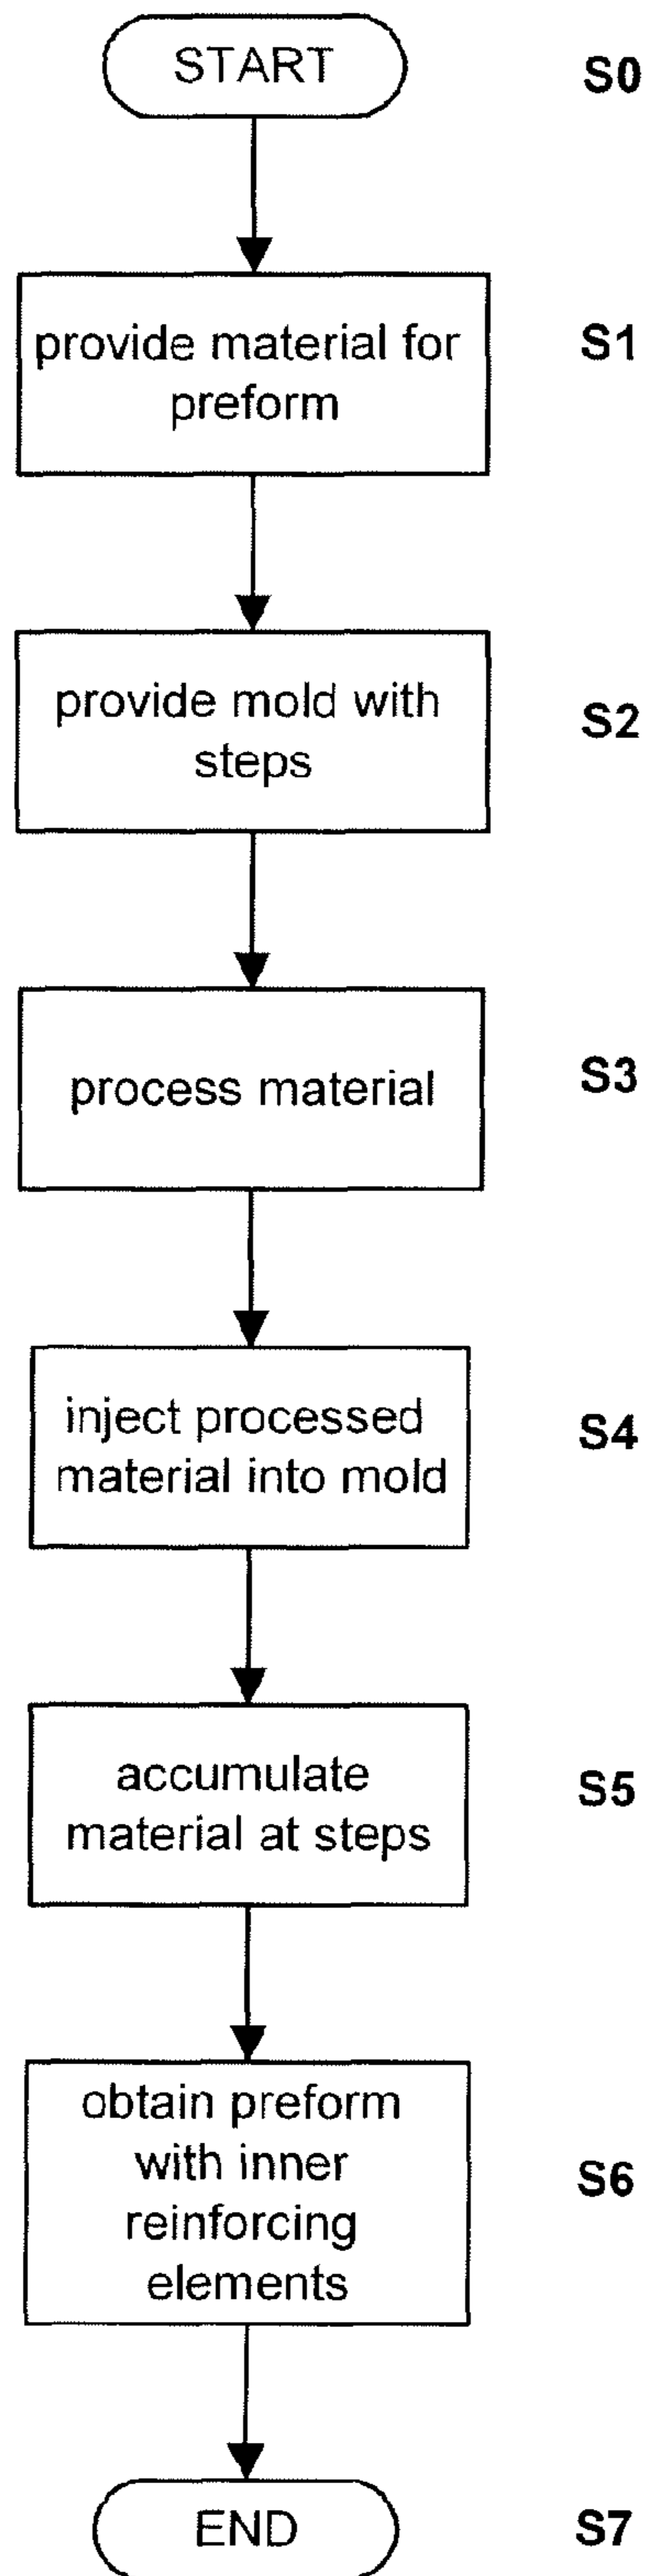 START
S0
provide material for
preform
S1
provide mold with
steps
S2
process material
S3
inject processed
material into mold
S4
accumulate
material at steps
S5
obtain preform
with inner
reinforcing
elements
S6
END
S7